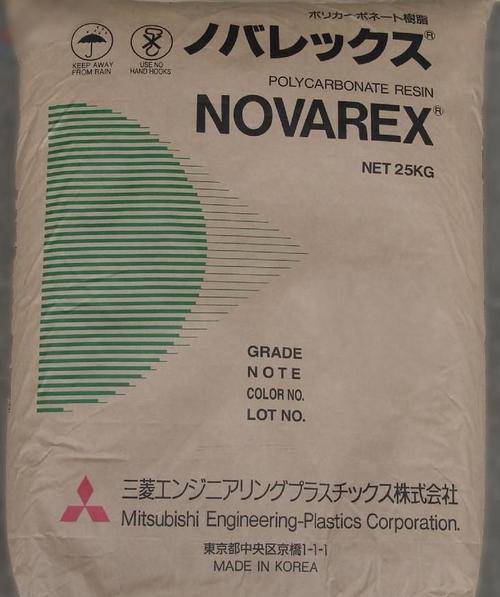 ポリカーボネート樹脂
ノバレックス®
KEEP AWAY
FROM RAIN
USE NO
HAND HOOKS
POLYCARBONATE RESIN
NOVAREX®
NET 25KG
GRADE
NOTE
COLOR NO.
LOT NO.
三菱エンジニアリングプラスチックス株式会社
Mitsubishi Engineering-Plastics Corporation.
東京都中央区京橋1-1-1
MADE IN KOREA